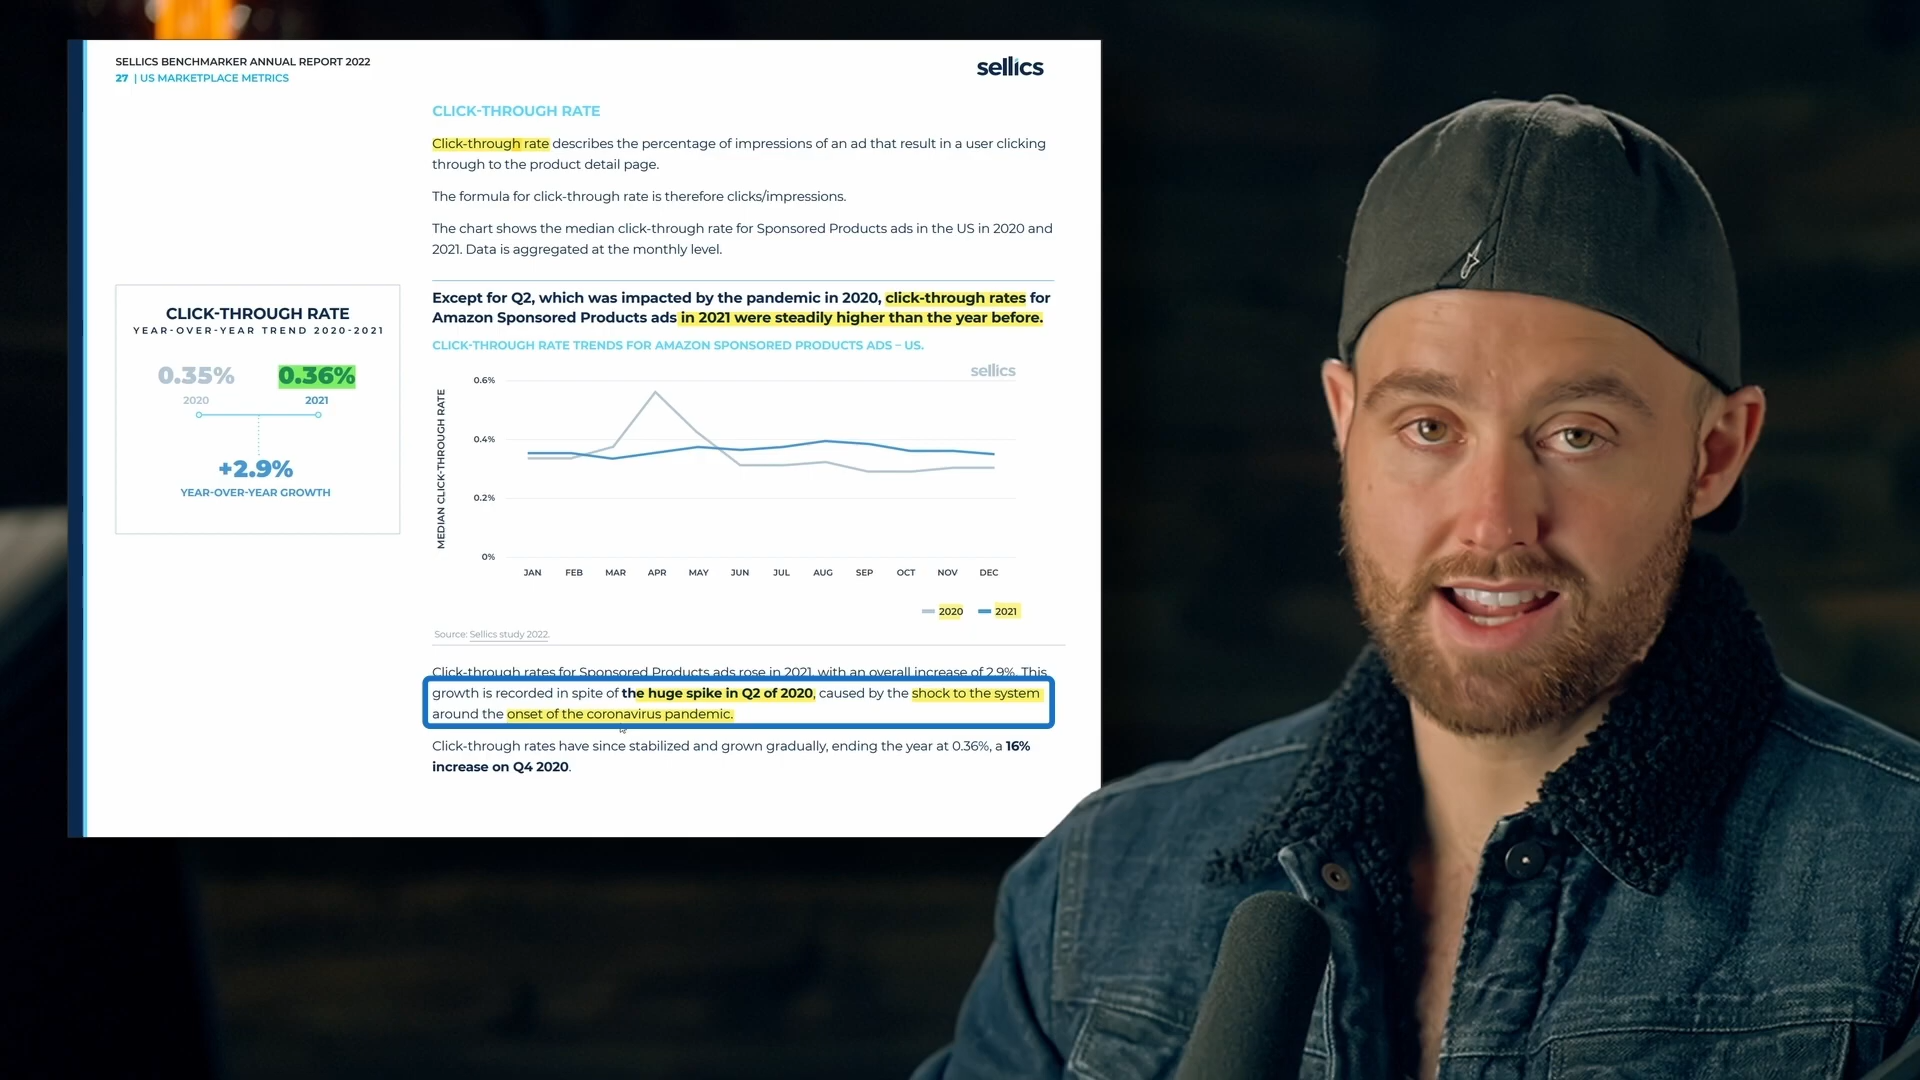 SELLICS BENCHMARKER ANNUAL REPORT 2022
27 | US MARKETPLACE METRICS
sellics
CLICK-THROUGH RATE
Click-through rate describes the percentage of impressions of an ad that result in a user clicking
through to the product detail page.
The formula for click-through rate is therefore clicks/impressions.
The chart shows the median click-through rate for Sponsored Products ads in the US in 2020 and
2021. Data is aggregated at the monthly level.
CLICK-THROUGH RATE
YEAR-OVER-YEAR TREND 2020-2021
0.35% 0.36%
2020 2021
+2.9%
YEAR-OVER-YEAR GROWTH
Except for Q2, which was impacted by the pandemic in 2020, click-through rates for
Amazon Sponsored Products ads in 2021 were steadily higher than the year before.
CLICK-THROUGH RATE TRENDS FOR AMAZON SPONSORED PRODUCTS ADS – US.
sellics
MEDIAN CLICK-THROUGH RATE
0.6%
0.4%
0.2%
0%
JAN FEB MAR APR MAY JUN JUL AUG SEP OCT NOV DEC
2020 2021
Source: Sellics study 2022.
Click-through rates for Sponsored Products ads rose in 2021, with an overall increase of 2.9%. This
growth is recorded in spite of the huge spike in Q2 of 2020, caused by the shock to the system
around the onset of the coronavirus pandemic.
Click-through rates have since stabilized and grown gradually, ending the year at 0.36%, a 16%
increase on Q4 2020.